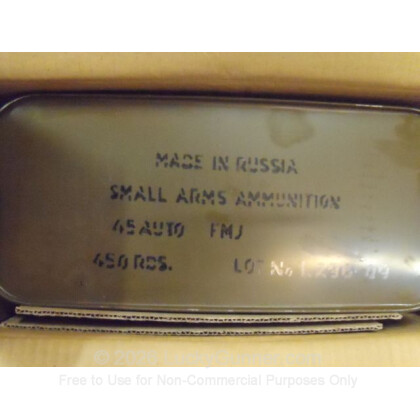 MADE IN RUSSIA
SMALL ARMS AMMUNITION
45 AUTO FMJ
450 RDS. LOT No
Free to Use for Non-Commercial Purposes Only